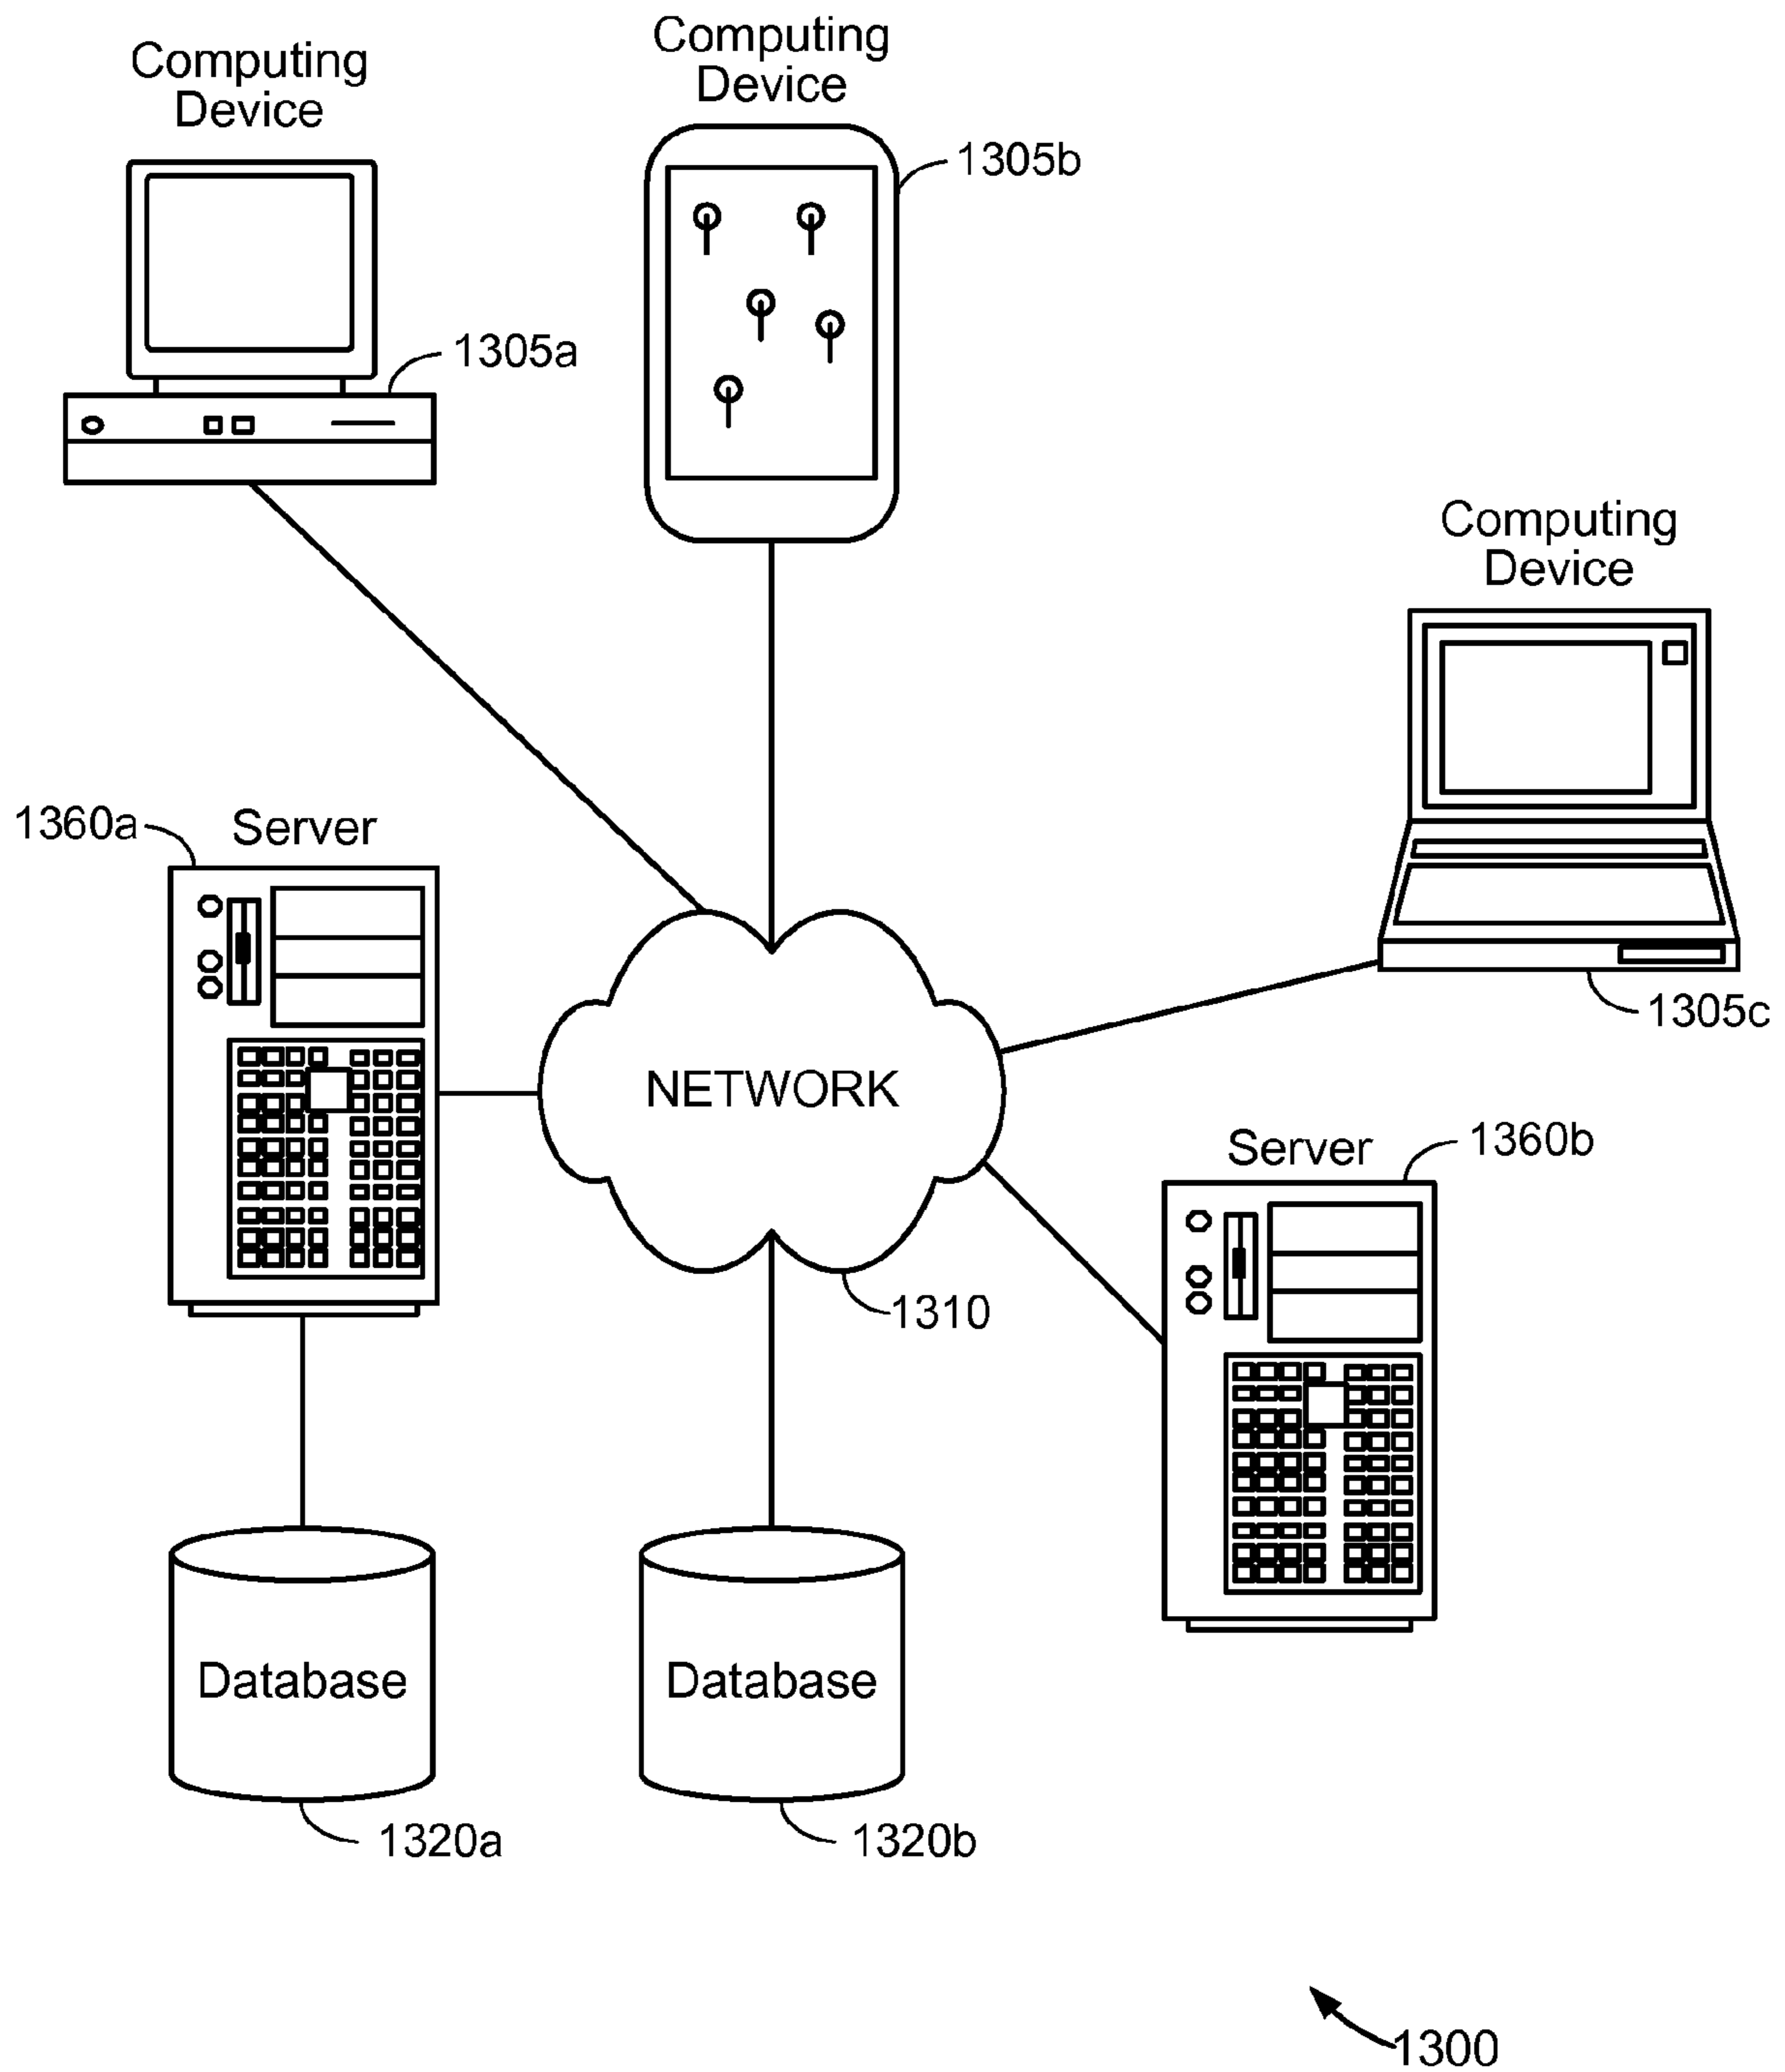 Computing
Device
Computing
Device
1305b
1305a
Computing
Device
1360a
Server
1305c
NETWORK
Server
1360b
1310
Database
Database
1320a
1320b
1300